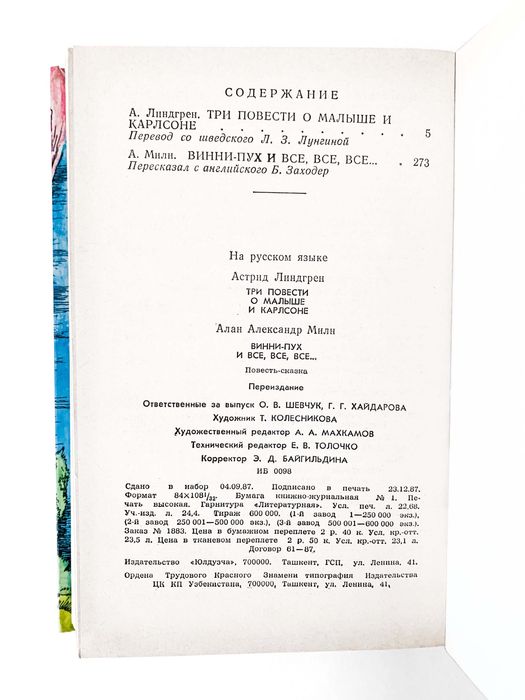 СОДЕРЖАНИЕ
А. Линдгрен. ТРИ ПОВЕСТИ О МАЛЫШЕ И
КАРЛСОНЕ . . . . . . . . . . 5
Перевод со шведского Л. З. Лунгиной
А. Милн. ВИННИ-ПУХ И ВСЕ, ВСЕ, ВСЕ... . 273
Пересказал с английского Б. Заходер
На русском языке
Астрид Линдгрен
ТРИ ПОВЕСТИ
О МАЛЫШЕ
И КАРЛСОНЕ
Алан Александр Милн
ВИННИ-ПУХ
И ВСЕ, ВСЕ, ВСЕ...
Повесть-сказка
Переиздание
Ответственные за выпуск О. В. ШЕВЧУК, Г. Г. ХАЙДАРОВА
Художник Т. КОЛЕСНИКОВА
Художественный редактор А. А. МАХКАМОВ
Технический редактор Е. В. ТОЛОЧКО
Корректор Э. Д. БАЙГИЛЬДИНА
ИБ 0098
Сдано в набор 04.09.87. Подписано в печать 23.12.87.
Формат 84×108¹/₃₂. Бумага книжно-журнальная № 1. Пе-
чать высокая. Гарнитура «Литературная». Усл. печ. л. 22,68.
Уч.-изд. л. 24,4. Тираж 600 000. (1-й завод 1—250 000 экз.)
(2-й завод 250 001—500 000 экз.), (3-й завод 500 001—600 000 экз.)
Заказ № 1883. Цена в бумажном переплете 2 р. 40 к. Усл. кр.-отт.
23,5 л. Цена в тканевом переплете 2 р. 50 к. Усл. кр.-отт. 23,1 л.
Договор 61—87.
Издательство «Юлдузча», 700000. Ташкент, ГСП, ул. Ленина, 41.
Ордена Трудового Красного Знамени типография Издательства
ЦК КП Узбекистана, 700000, Ташкент, ул. Ленина, 41.